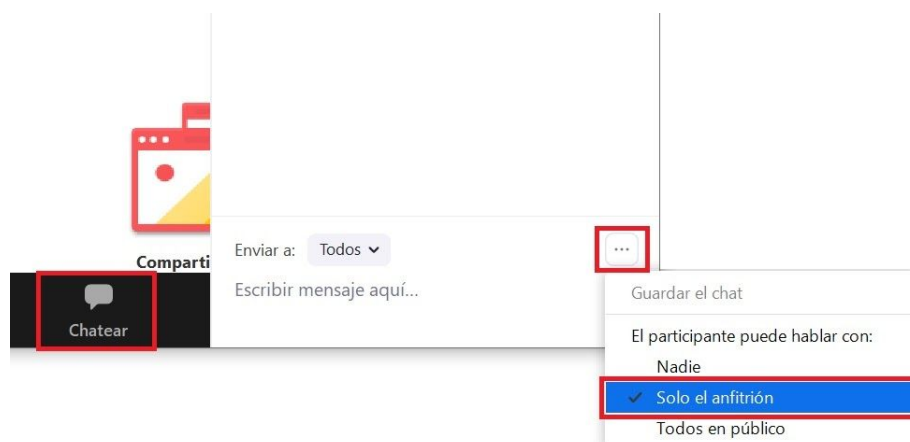 Comparti
Chatear
Enviar a: Todos
Escribir mensaje aquí...
Guardar el chat
El participante puede hablar con:
Nadie
Solo el anfitrión
Todos en público